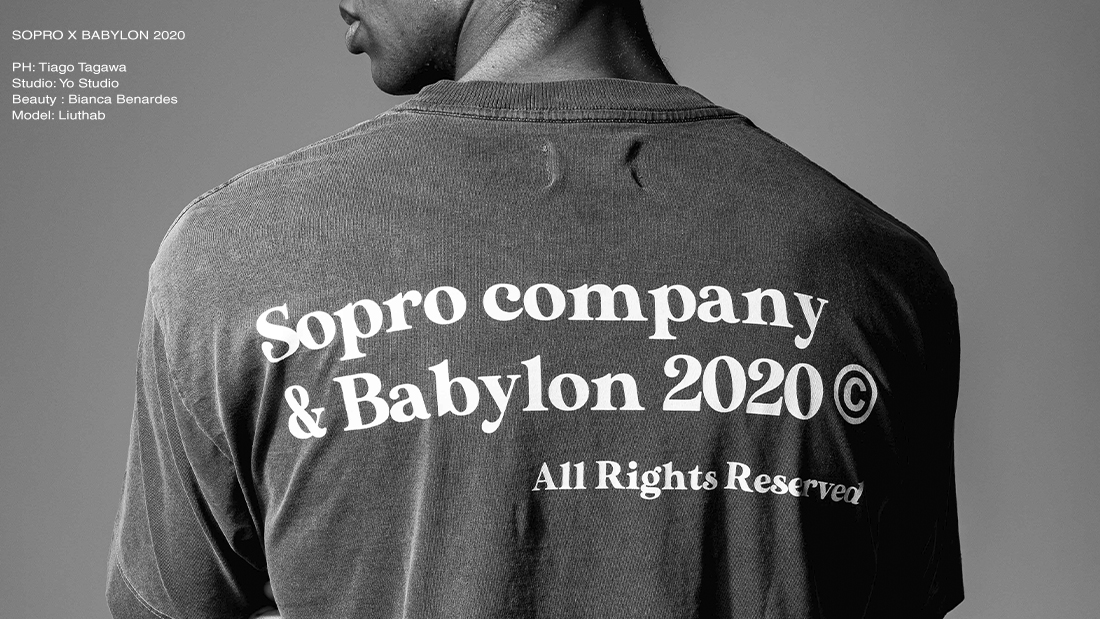 SOPRO X BABYLON 2020
PH: Tiago Tagawa
Studio: Yo Studio
Beauty : Bianca Benardes
Model: Liuthab
Sopro company
& Babylon 2020 ©
All Rights Reserved